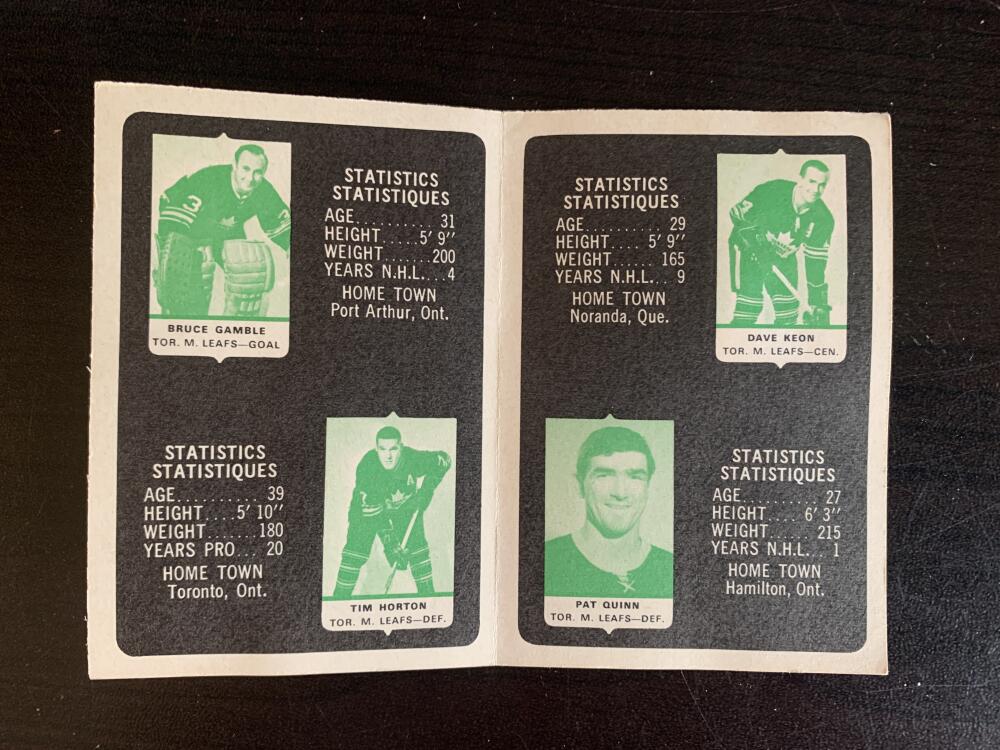 STATISTICS
STATISTIQUES
AGE.......... 31
HEIGHT ....5' 9"
WEIGHT.......200
YEARS N.H.L... 4
HOME TOWN
Port Arthur, Ont.
3
BRUCE GAMBLE
TOR. M. LEAFS—GOAL
STATISTICS
STATISTIQUES
AGE.......... 39
HEIGHT....5' 10"
WEIGHT.......180
YEARS PRO... 20
HOME TOWN
Toronto, Ont.
A
TIM HORTON
TOR. M. LEAFS—DEF.
STATISTICS
STATISTIQUES
AGE.......... 29
HEIGHT.... 5' 9"
WEIGHT...... 165
YEARS N.H.L... 9
HOME TOWN
Noranda, Que.
DAVE KEON
TOR. M. LEAFS—CEN.
PAT QUINN
TOR. M. LEAFS—DEF.
STATISTICS
STATISTIQUES
AGE.......... 27
HEIGHT.... 6' 3"
WEIGHT...... 215
YEARS N.H.L... 1
HOME TOWN
Hamilton, Ont.